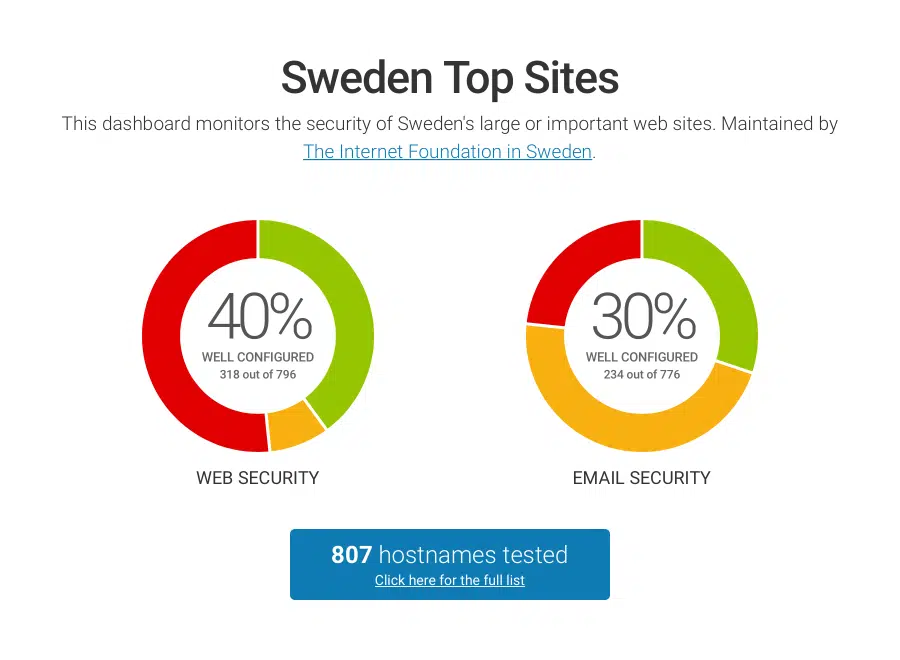 Sweden Top Sites
This dashboard monitors the security of Sweden's large or important web sites. Maintained by
The Internet Foundation in Sweden.
40%
WELL CONFIGURED
318 out of 796
WEB SECURITY
30%
WELL CONFIGURED
234 out of 776
EMAIL SECURITY
807 hostnames tested
Click here for the full list